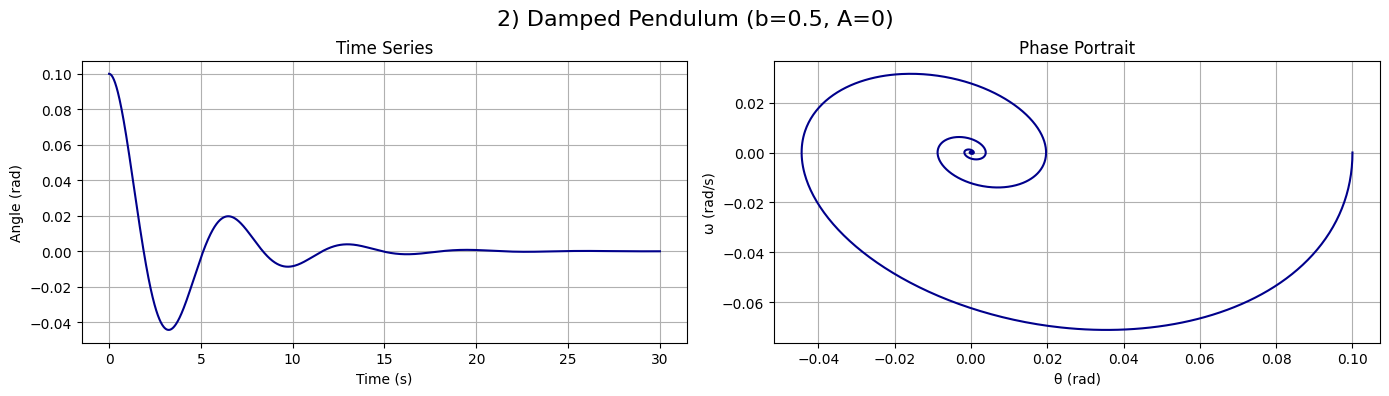 2) Damped Pendulum (b=0.5, A=0)
Time Series
Angle (rad)
0.10
0.08
0.06
0.04
0.02
0.00
−0.02
−0.04
0 5 10 15 20 25 30
Time (s)
Phase Portrait
ω (rad/s)
0.02
0.00
−0.02
−0.04
−0.06
−0.04 −0.02 0.00 0.02 0.04 0.06 0.08 0.10
θ (rad)